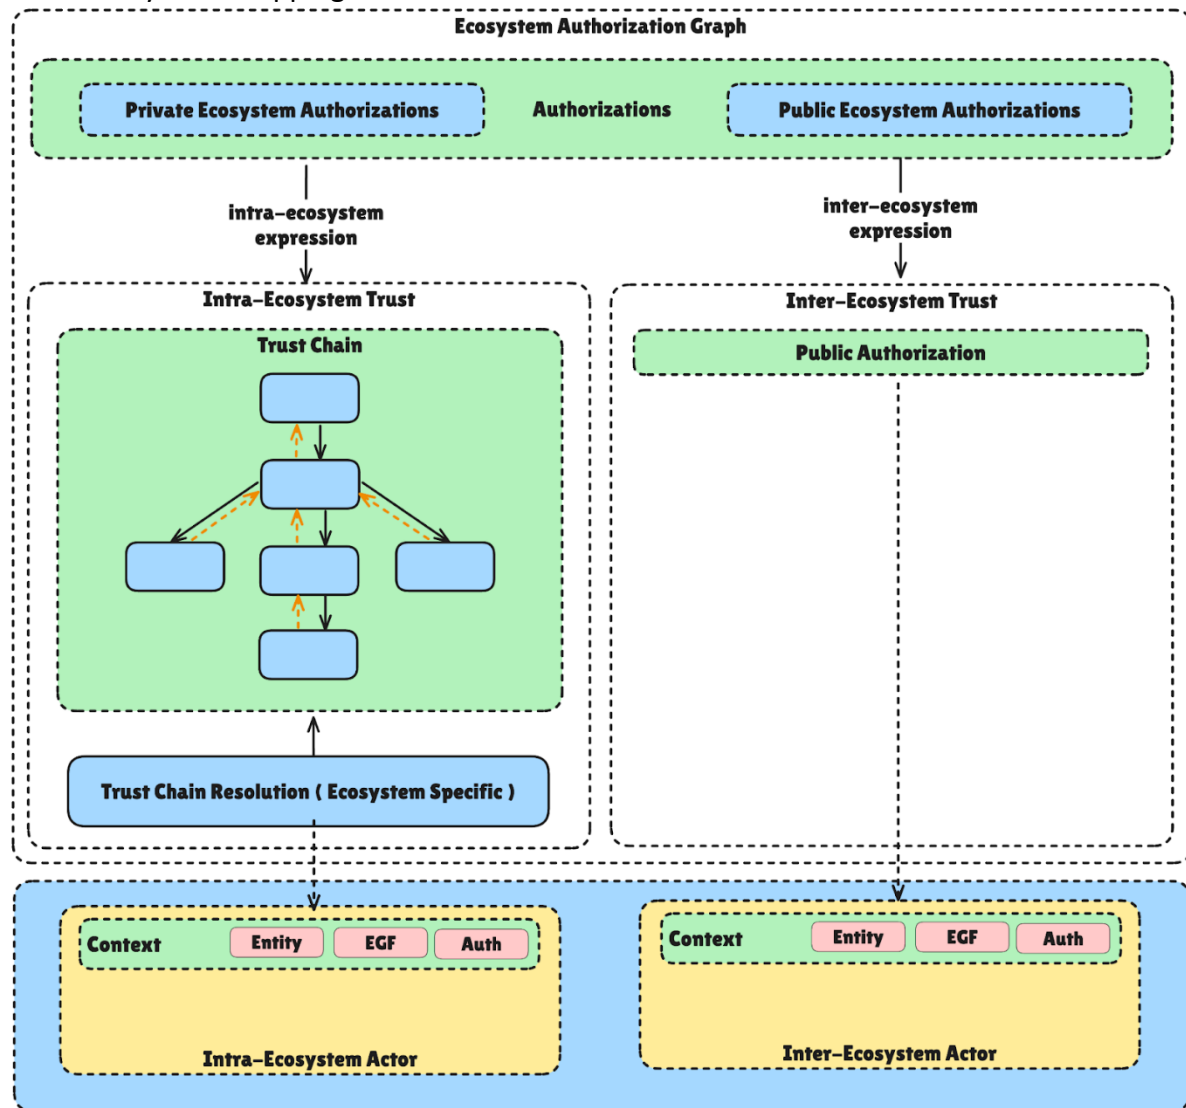 Ecosystem Authorization Graph
Private Ecosystem Authorizations
Authorizations
Public Ecosystem Authorizations
intra-ecosystem
expression
inter-ecosystem
expression
Intra-Ecosystem Trust
Trust Chain
Inter-Ecosystem Trust
Public Authorization
Trust Chain Resolution ( Ecosystem Specific )
Context
Entity
EGF
Auth
Intra-Ecosystem Actor
Context
Entity
EGF
Auth
Inter-Ecosystem Actor